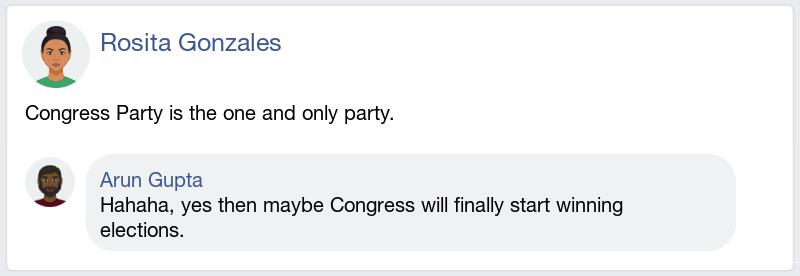 Rosita Gonzales
Congress Party is the one and only party.
Arun Gupta
Hahaha, yes then maybe Congress will finally start winning
elections.